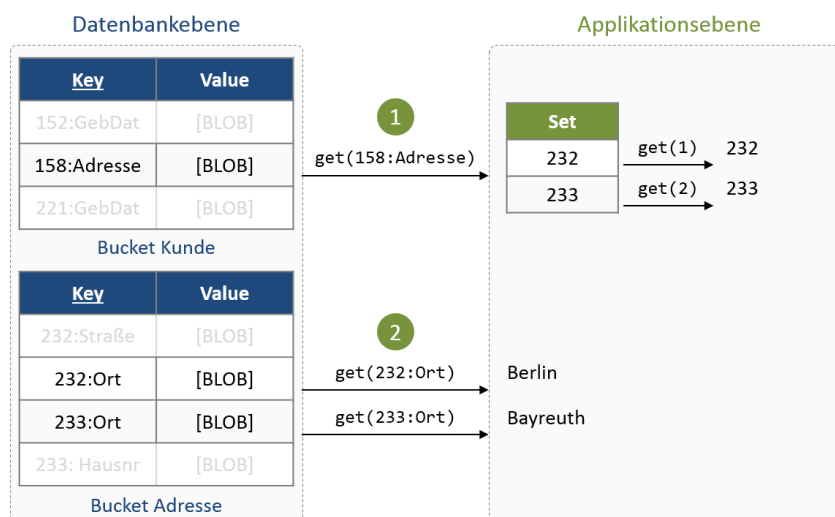 Datenbankebene
Applikationsebene
Key Value
152:GebDat [BLOB]
158:Adresse [BLOB]
221:GebDat [BLOB]
Bucket Kunde
1
get(158:Adresse)
Set
232 get(1) 232
233 get(2) 233
Key Value
232:Straße [BLOB]
232:Ort [BLOB]
233:Ort [BLOB]
233: Hausnr [BLOB]
Bucket Adresse
2
get(232:Ort) Berlin
get(233:Ort) Bayreuth